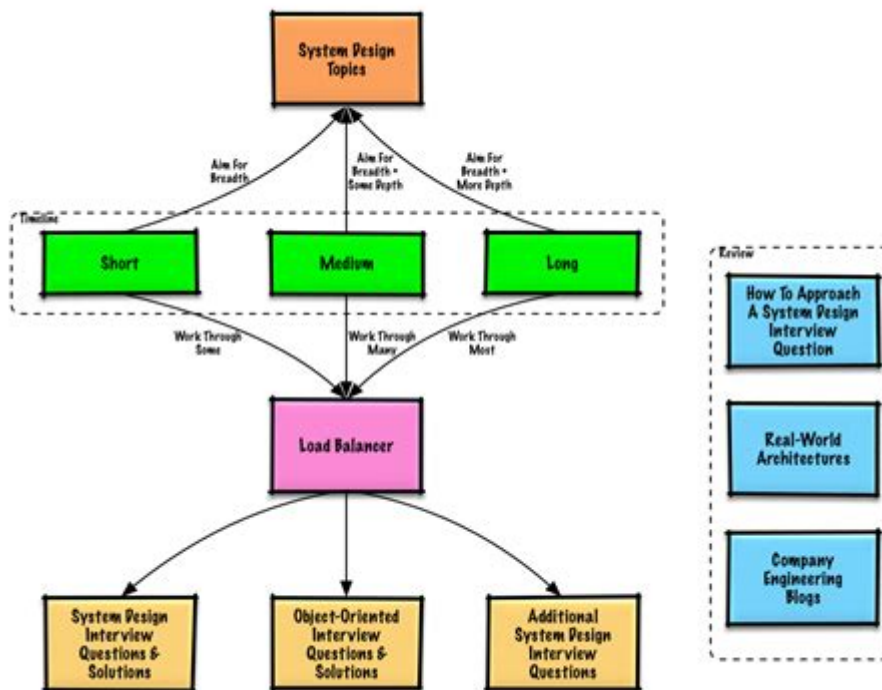 System Design
Topics
Aim For
Breadth
Aim For
Breadth +
Some Depth
Aim For
Breadth +
More Depth
Timeline
Short
Medium
Long
Work Through
Some
Work Through
Many
Work Through
Most
Load Balancer
System Design
Interview
Questions &
Solutions
Object-Oriented
Interview
Questions &
Solutions
Additional
System Design
Interview
Questions
Review
How To Approach
A System Design
Interview
Question
Real-World
Architectures
Company
Engineering
Blogs